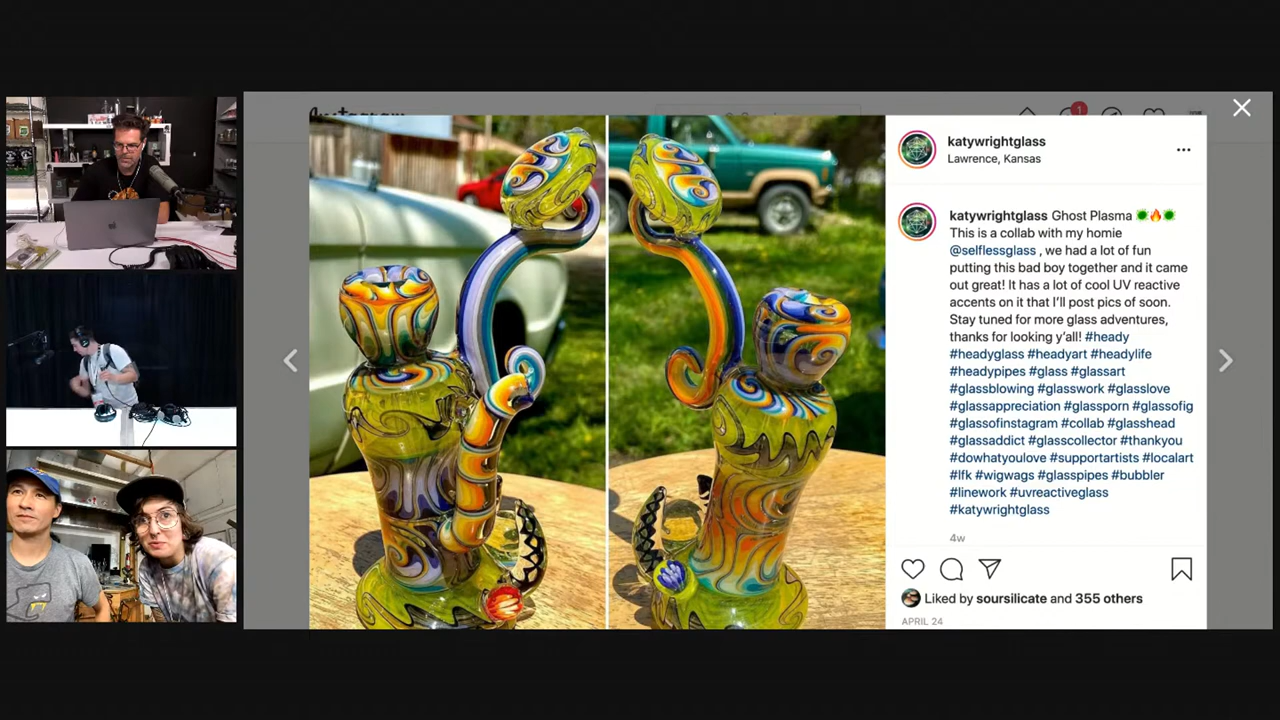 Instagram
1
katywrightglass
Lawrence, Kansas
katywrightglass Ghost Plasma
This is a collab with my homie
@selflessglass , we had a lot of fun
putting this bad boy together and it came
out great! It has a lot of cool UV reactive
accents on it that I'll post pics of soon.
Stay tuned for more glass adventures,
thanks for looking y'all! #heady
#headyglass #headyart #headylife
#headypipes #glass #glassart
#glassblowing #glasswork #glasslove
#glassappreciation #glassporn #glassofig
#glassofinstagram #collab #glasshead
#glassaddict #glasscollector #thankyou
#dowhatyoulove #supportartists #localart
#lfk #wigwags #glasspipes #bubbler
#linework #uvreactiveglass
#katywrightglass
4w
Liked by soursilicate and 355 others
APRIL 24